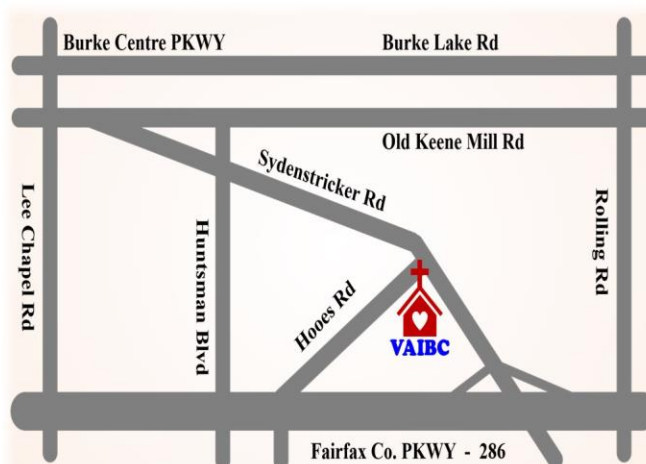 Burke Centre PKWY
Burke Lake Rd
Old Keene Mill Rd
Sydenstricker Rd
Lee Chapel Rd
Huntsman Blvd
Rolling Rd
Hooes Rd
VAIBC
Fairfax Co. PKWY - 286